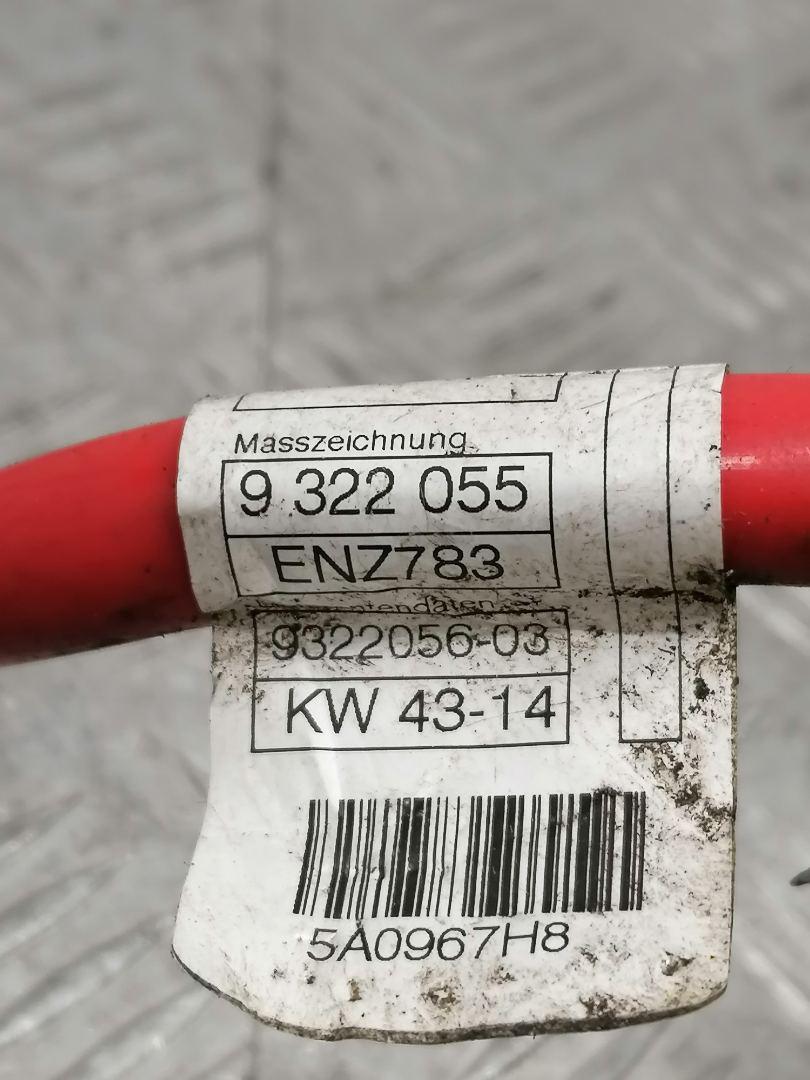 Masszeichnung
9 322 055
ENZ783
9322056-03
KW 43-14
5A0967H8